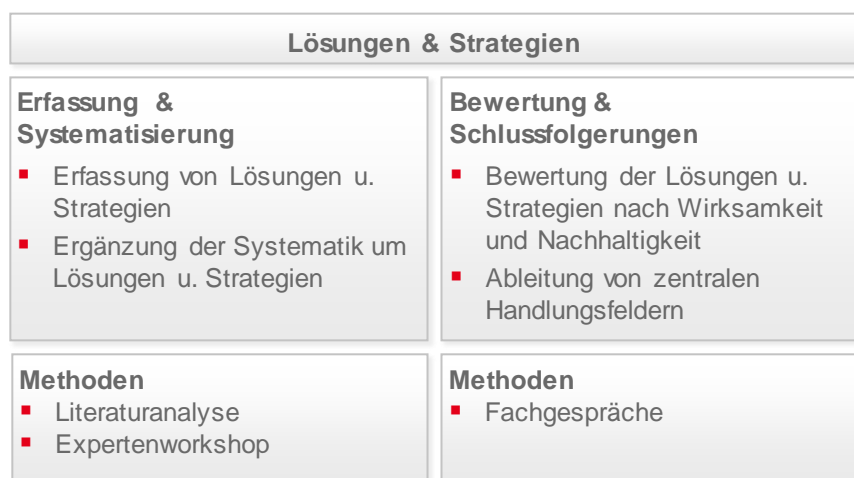 Lösungen & Strategien
Erfassung &
Systematisierung
▪ Erfassung von Lösungen u.
Strategien
▪ Ergänzung der Systematik um
Lösungen u. Strategien
Bewertung &
Schlussfolgerungen
▪ Bewertung der Lösungen u.
Strategien nach Wirksamkeit
und Nachhaltigkeit
▪ Ableitung von zentralen
Handlungsfeldern
Methoden
▪ Literaturanalyse
▪ Expertenworkshop
Methoden
▪ Fachgespräche